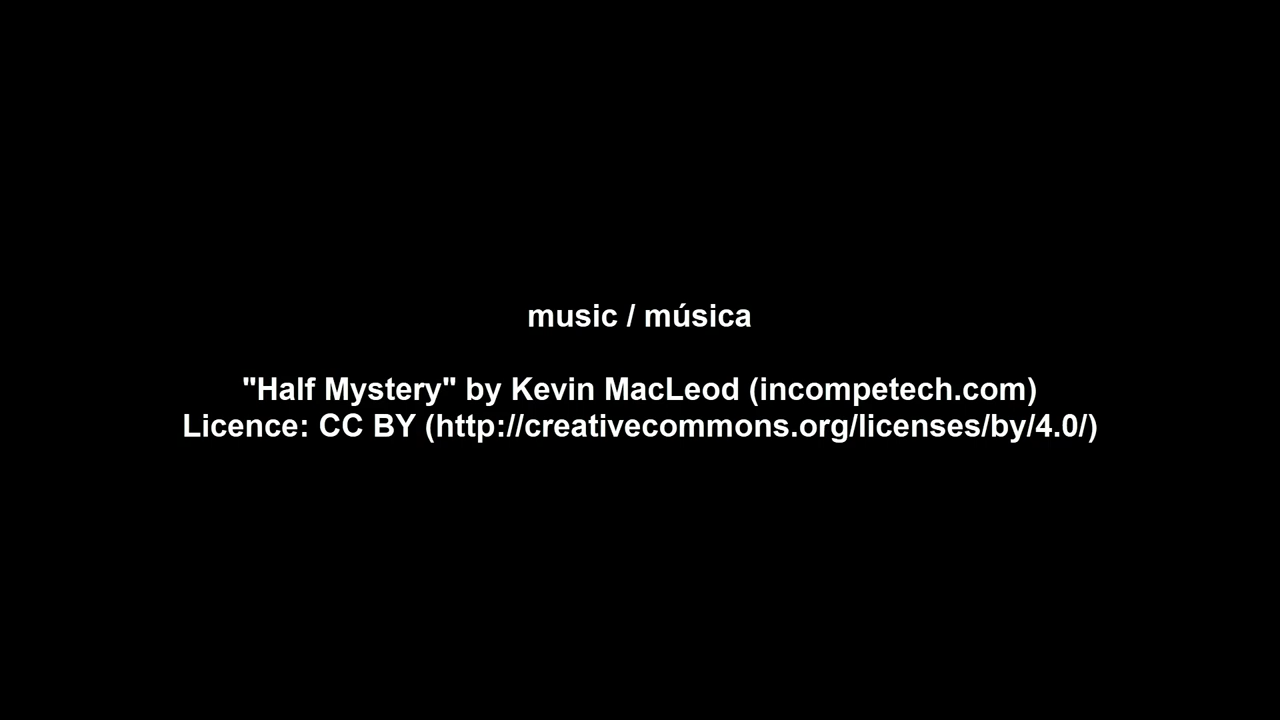 music / música
"Half Mystery" by Kevin MacLeod (incompetech.com)
Licence: CC BY (http://creativecommons.org/licenses/by/4.0/)